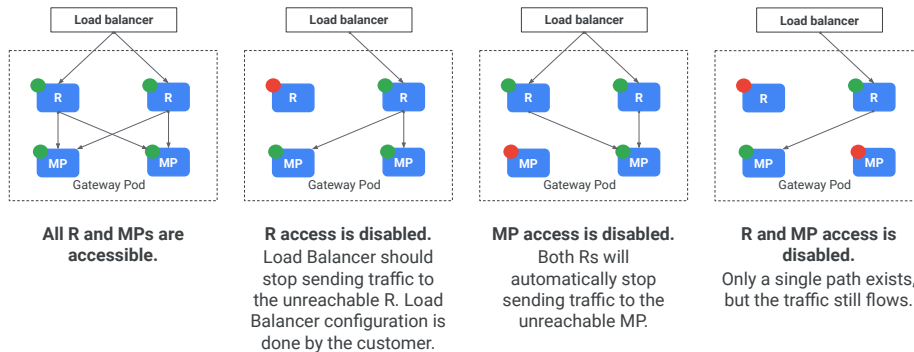 Load balancer
R
R
MP
MP
Gateway Pod
All R and MPs are
accessible.
Load balancer
R
R
MP
MP
Gateway Pod
R access is disabled.
Load Balancer should
stop sending traffic to
the unreachable R. Load
Balancer configuration is
done by the customer.
Load balancer
R
R
MP
MP
Gateway Pod
MP access is disabled.
Both Rs will
automatically stop
sending traffic to the
unreachable MP.
Load balancer
R
R
MP
MP
Gateway Pod
R and MP access is
disabled.
Only a single path exists,
but the traffic still flows.